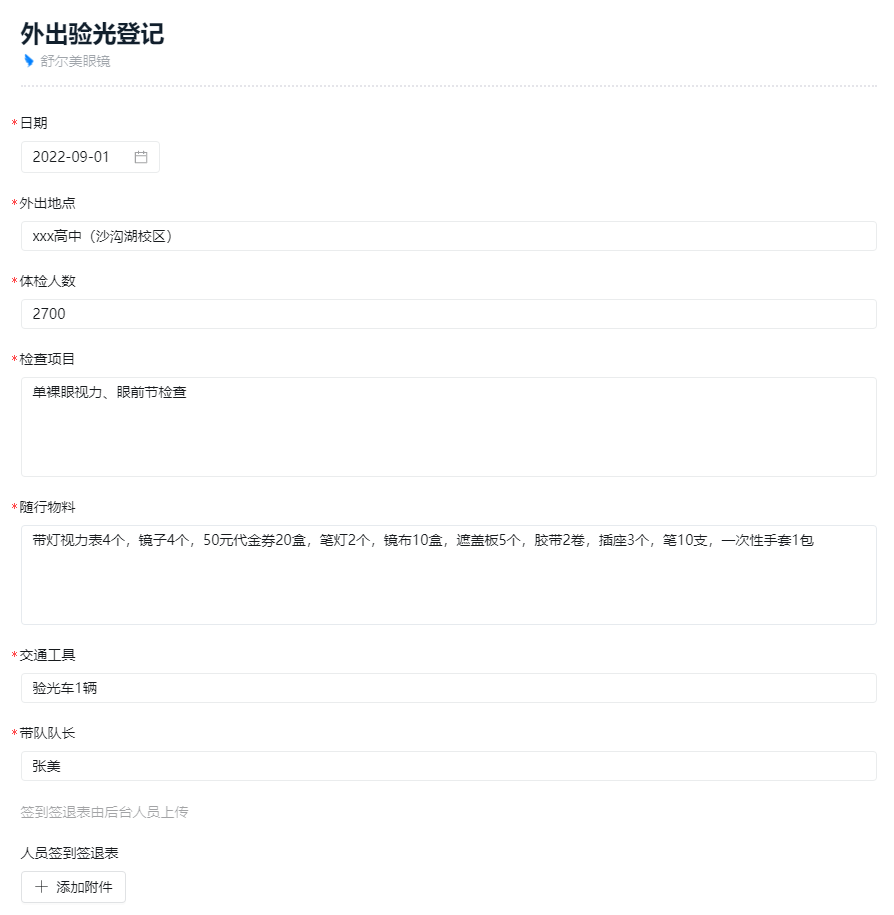 外出验光登记
舒尔美眼镜
*日期
2022-09-01
*外出地点
xxx高中（沙沟湖校区）
*体检人数
2700
*检查项目
单裸眼视力、眼前节检查
*随行物料
带灯视力表4个，镜子4个，50元代金券20盒，笔灯2个，镜布10盒，遮盖板5个，胶带2卷，插座3个，笔10支，一次性手套1包
*交通工具
验光车1辆
*带队队长
张美
签到签退表由后台人员上传
人员签到签退表
添加附件